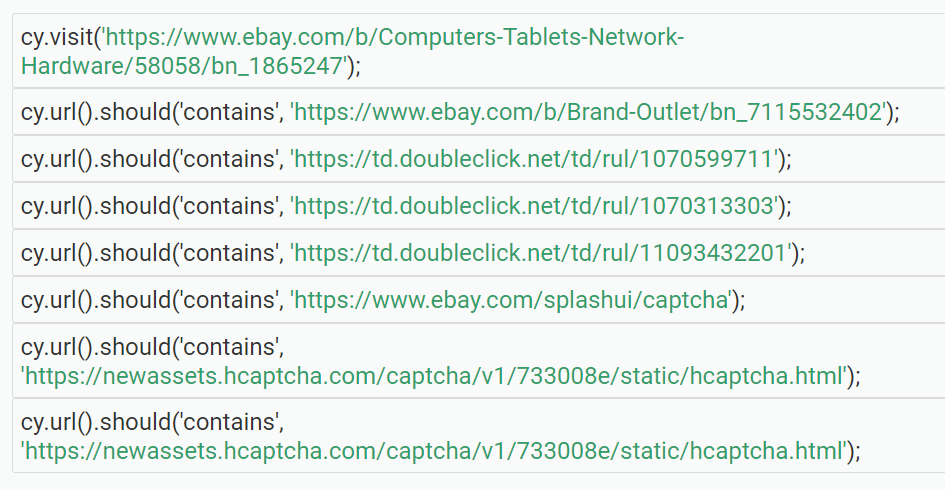 cy.visit('https://www.ebay.com/b/Computers-Tablets-Network-
Hardware/58058/bn_1865247');
cy.url().should('contains', 'https://www.ebay.com/b/Brand-Outlet/bn_7115532402');
cy.url().should('contains', 'https://td.doubleclick.net/td/rul/1070599711');
cy.url().should('contains', 'https://td.doubleclick.net/td/rul/1070313303');
cy.url().should('contains', 'https://td.doubleclick.net/td/rul/11093432201');
cy.url().should('contains', 'https://www.ebay.com/splashui/captcha');
cy.url().should('contains',
'https://newassets.hcaptcha.com/captcha/v1/733008e/static/hcaptcha.html');
cy.url().should('contains',
'https://newassets.hcaptcha.com/captcha/v1/733008e/static/hcaptcha.html');